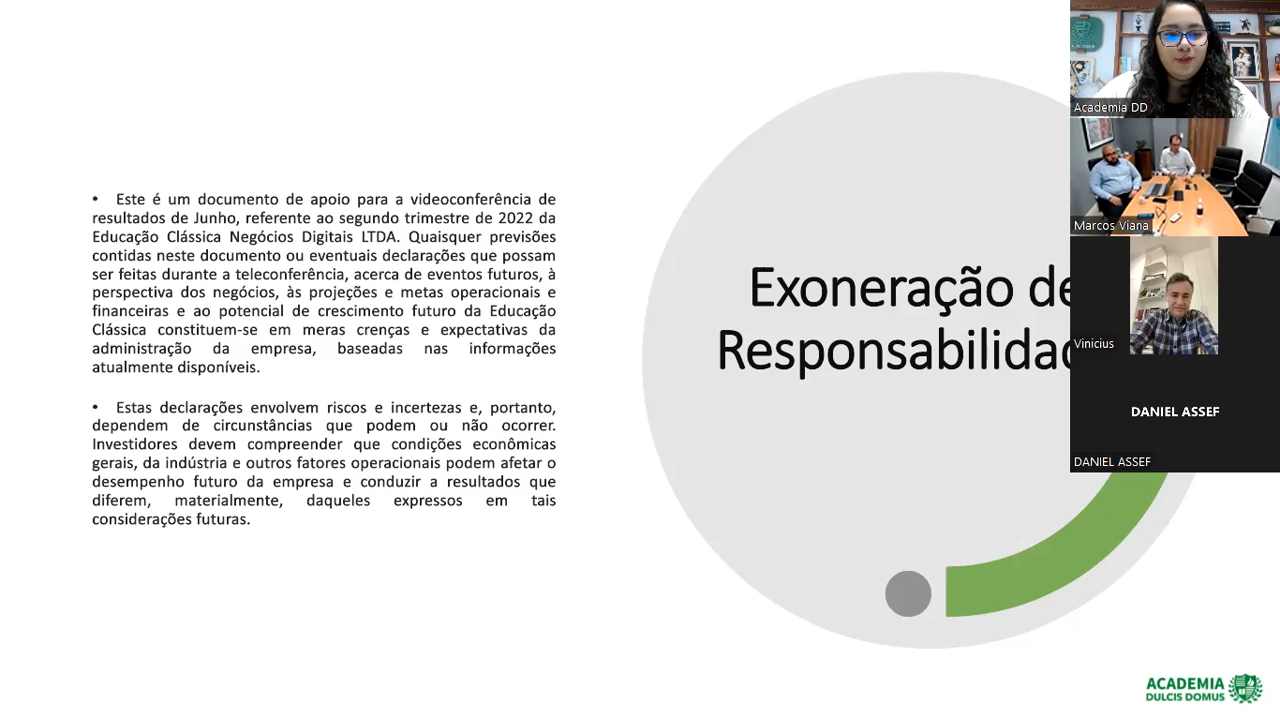 • Este é um documento de apoio para a videoconferência de
resultados de Junho, referente ao segundo trimestre de 2022 da
Educação Clássica Negócios Digitais LTDA. Quaisquer previsões
contidas neste documento ou eventuais declarações que possam
ser feitas durante a teleconferência, acerca de eventos futuros, à
perspectiva dos negócios, às projeções e metas operacionais e
financeiras e ao potencial de crescimento futuro da Educação
Clássica constituem-se em meras crenças e expectativas da
administração da empresa, baseadas nas informações
atualmente disponíveis.
• Estas declarações envolvem riscos e incertezas e, portanto,
dependem de circunstâncias que podem ou não ocorrer.
Investidores devem compreender que condições econômicas
gerais, da indústria e outros fatores operacionais podem afetar o
desempenho futuro da empresa e conduzir a resultados que
diferem, materialmente, daqueles expressos em tais
considerações futuras.
Exoneração de
Responsabilidad
Academia DD
Marcos Viana
Vinicius
DANIEL ASSEF
DANIEL ASSEF
ACADEMIA
DULCIS DOMUS